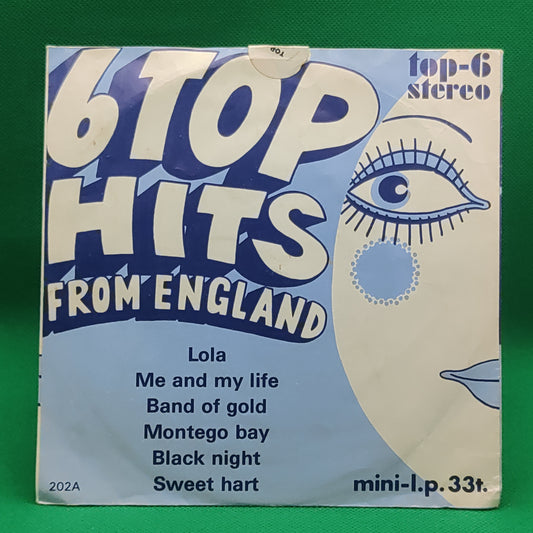 TOP
top-6
stereo
6 TOP
HITS
FROM ENGLAND
Lola
Me and my life
Band of gold
Montego bay
Black night
Sweet hart
202A
mini-l.p. 33t.